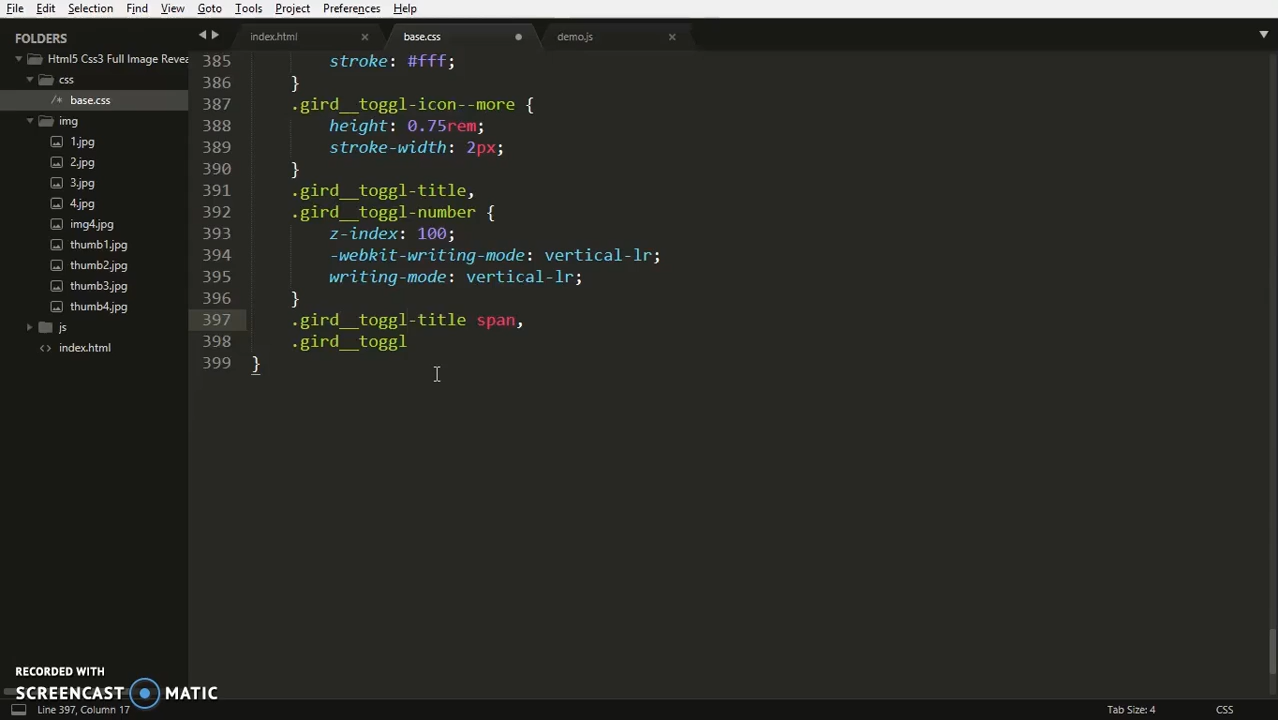 File Edit Selection View Goto Tools Project Preferences Help
FOLDERS
Html5 Css3 Full Image Revea
css
/* base.css
img
1.jpg
2.jpg
3.jpg
4.jpg
img4.jpg
thumb1.jpg
thumb2.jpg
thumb3.jpg
thumb4.jpg
js
<> index.html
index.html × base.css demo.js ×
385 stroke: #fff;
386 }
387 .gird__toggl-icon--more {
388 height: 0.75rem;
389 stroke-width: 2px;
390 }
391 .gird__toggl-title,
392 .gird__toggl-number {
393 z-index: 100;
394 -webkit-writing-mode: vertical-lr;
395 writing-mode: vertical-lr;
396 }
397 .gird__toggl-title span,
398 .gird__toggl
399 }
RECORDED WITH
SCREENCAST MATIC
Line 397, Column 17
Tab Size: 4 CSS